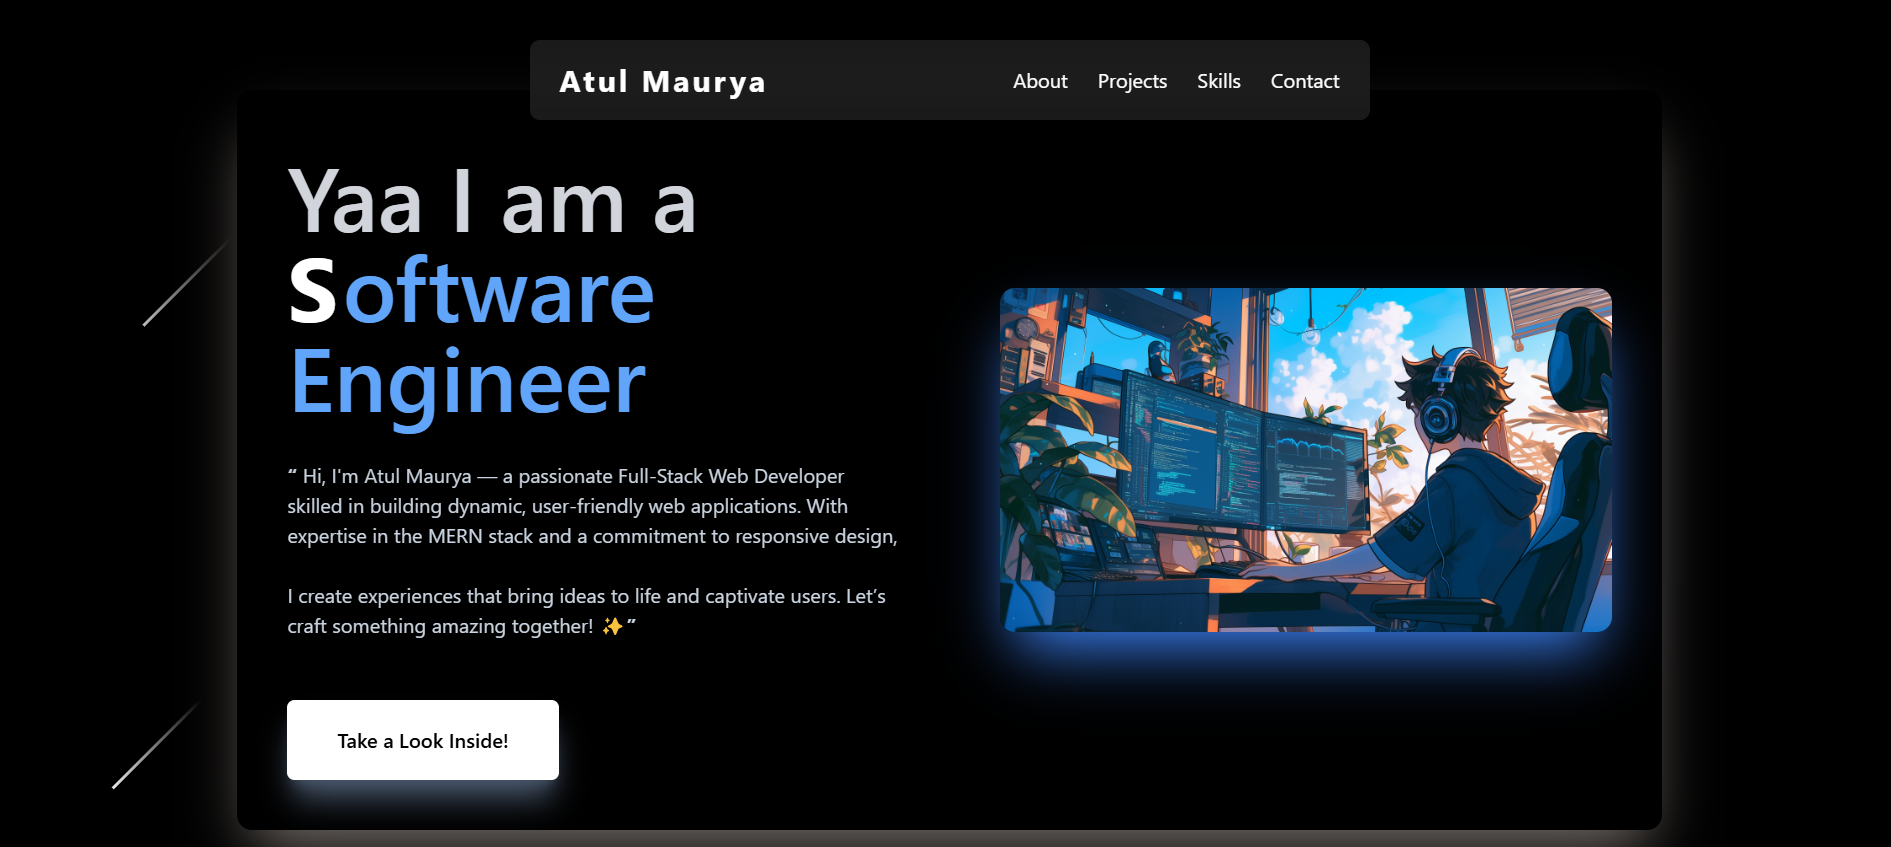 Atul Maurya
About Projects Skills Contact
Yaa I am a
Software
Engineer
“ Hi, I'm Atul Maurya — a passionate Full-Stack Web Developer
skilled in building dynamic, user-friendly web applications. With
expertise in the MERN stack and a commitment to responsive design,
I create experiences that bring ideas to life and captivate users. Let’s
craft something amazing together! ✨ ”
Take a Look Inside!